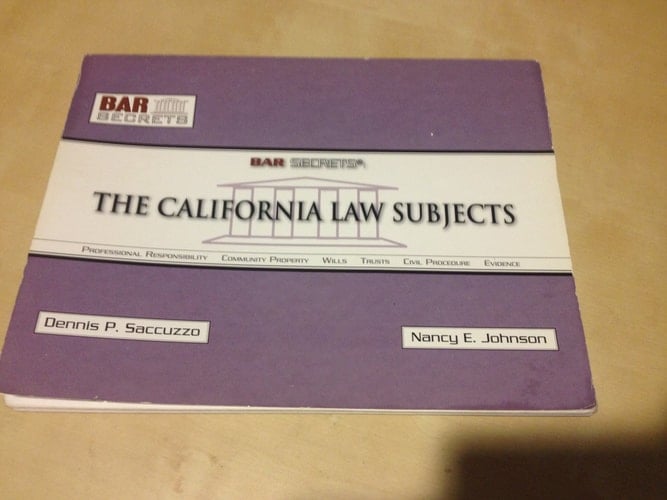 BAR
SECRETS
BAR SECRETS®
THE CALIFORNIA LAW SUBJECTS
PROFESSIONAL RESPONSIBILITY COMMUNITY PROPERTY WILLS TRUSTS CIVIL PROCEDURE EVIDENCE
Dennis P. Saccuzzo
Nancy E. Johnson